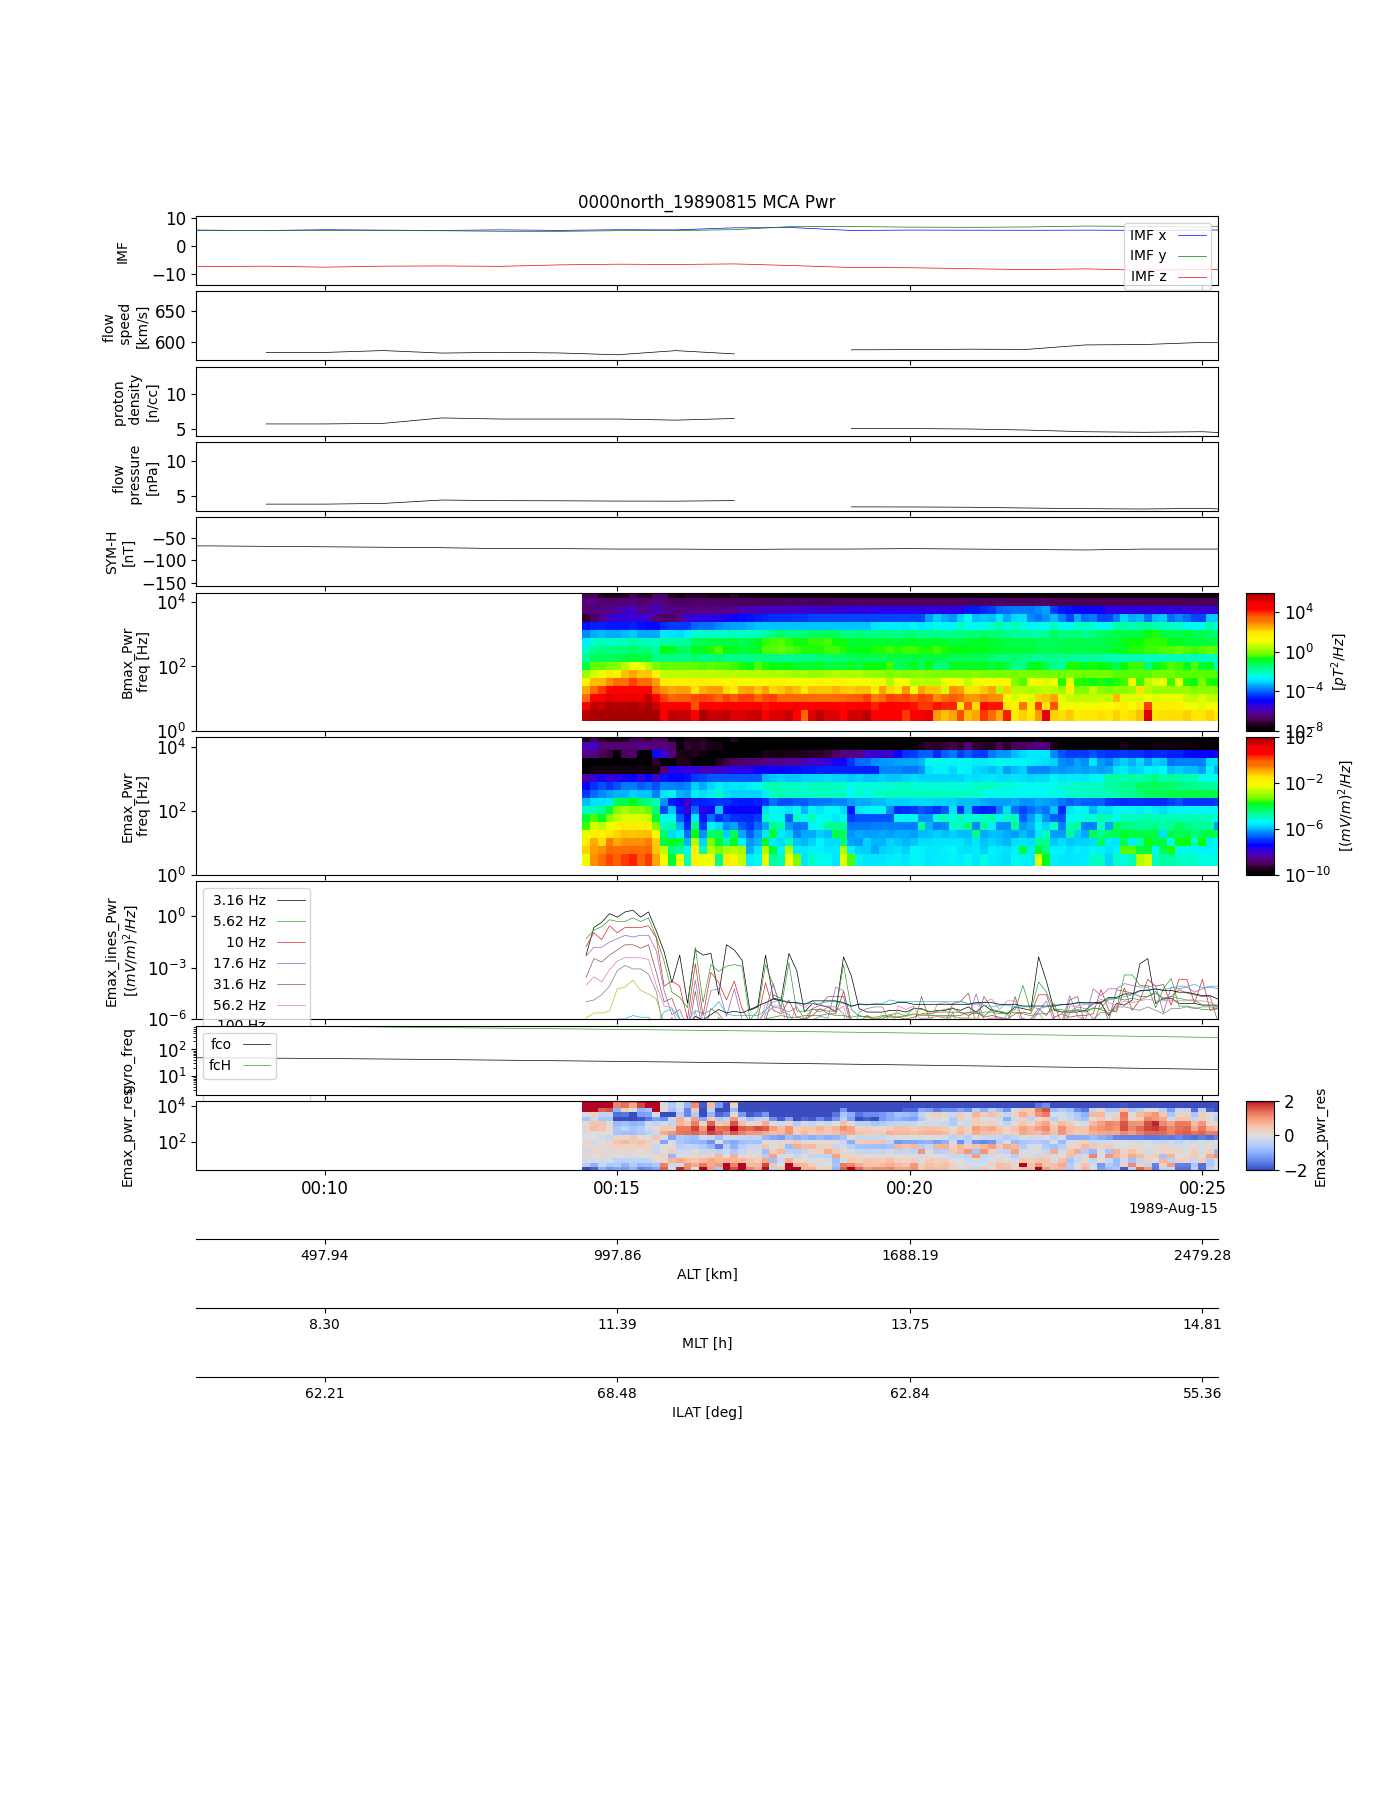 0000north_19890815 MCA Pwr
10
0
−10
IMF
IMF x
IMF y
IMF z
650
600
flow
speed
[km/s]
10
5
proton
density
[n/cc]
10
5
flow
pressure
[nPa]
−50
−100
−150
SYM-H
[nT]
10^4
10^2
10^0
Bmax_Pwr
freq [Hz]
10^4
10^0
10^−4
10^−8
[pT^2/Hz]
10^4
10^2
10^0
Emax_Pwr
freq [Hz]
10^2
10^−2
10^−6
10^−10
[(mV/m)^2/Hz]
10^0
10^−3
10^−6
Emax_lines_Pwr
[(mV/m)^2/Hz]
3.16 Hz
5.62 Hz
10 Hz
17.6 Hz
31.6 Hz
56.2 Hz
100 Hz
10^2
10^1
gyro_freq
fco
fcH
10^4
10^2
Emax_pwr_res
2
0
−2
Emax_pwr_res
00:10 00:15 00:20 00:25
1989-Aug-15
497.94 997.86 1688.19 2479.28
ALT [km]
8.30 11.39 13.75 14.81
MLT [h]
62.21 68.48 62.84 55.36
ILAT [deg]